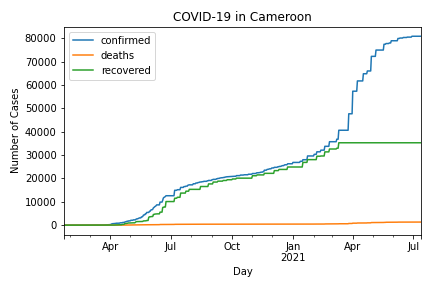 COVID-19 in Cameroon
confirmed
deaths
recovered
80000
70000
60000
50000
40000
30000
20000
10000
0
Number of Cases
Apr Jul Oct Jan Apr Jul
2021
Day